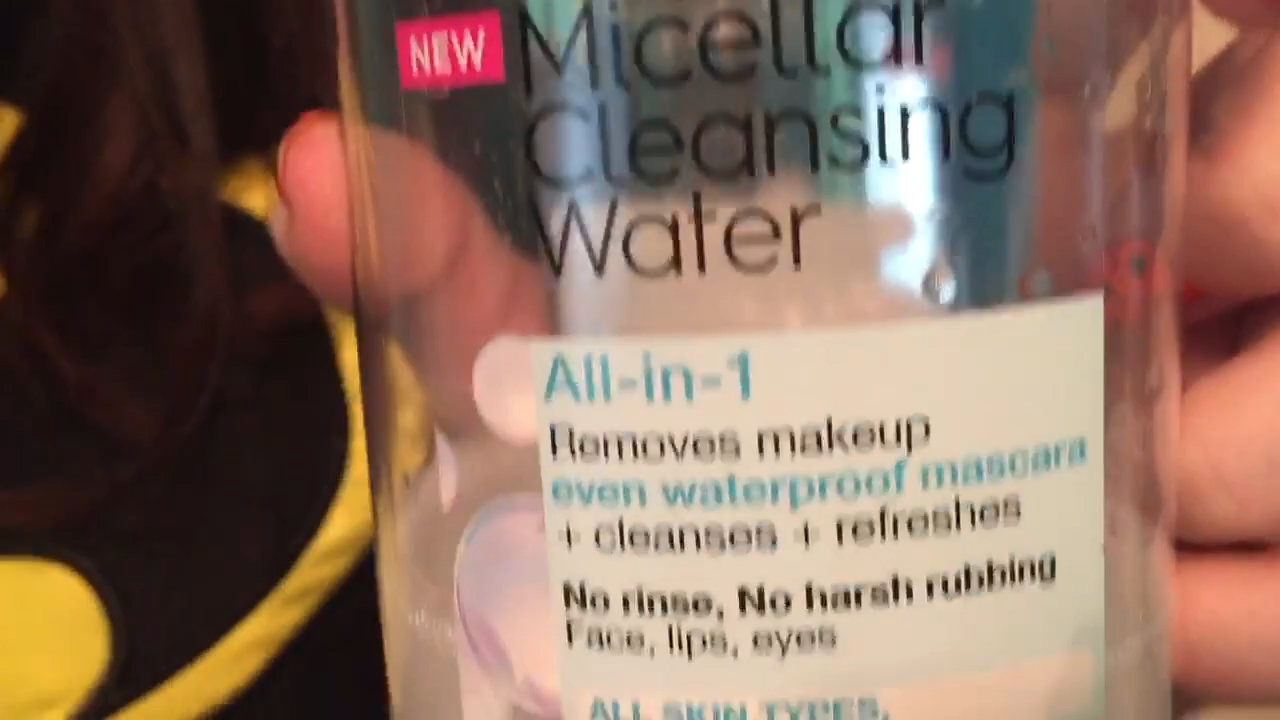 NEW
Micellar
Cleansing
Water
All-in-1
Removes makeup
even waterproof mascara
+ cleanses + refreshes
No rinse, No harsh rubbing
Face, lips, eyes
ALL SKIN TYPES,